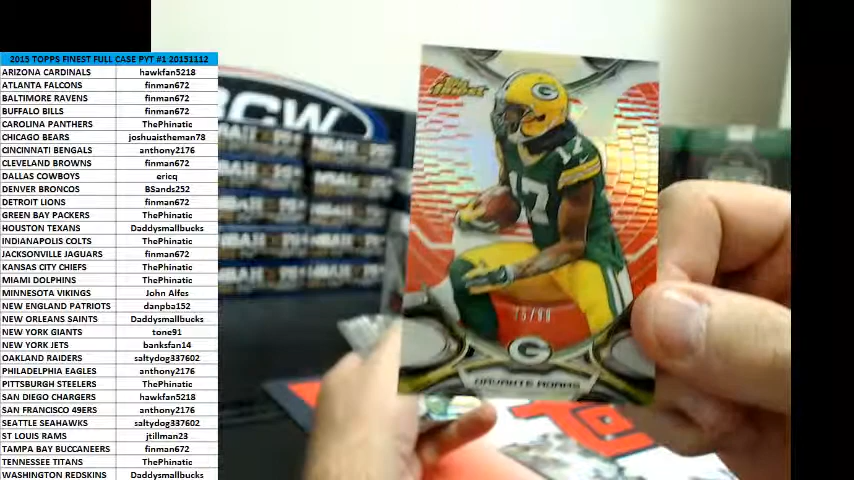 2015 TOPPS FINEST FULL CASE PYT #1 20151112
ARIZONA CARDINALS hawkfan5218
ATLANTA FALCONS finman672
BALTIMORE RAVENS finman672
BUFFALO BILLS finman672
CAROLINA PANTHERS ThePhinatic
CHICAGO BEARS joshuaistheman78
CINCINNATI BENGALS anthony2176
CLEVELAND BROWNS finman672
DALLAS COWBOYS ericq
DENVER BRONCOS BSands252
DETROIT LIONS finman672
GREEN BAY PACKERS ThePhinatic
HOUSTON TEXANS Daddysmallbucks
INDIANAPOLIS COLTS ThePhinatic
JACKSONVILLE JAGUARS finman672
KANSAS CITY CHIEFS ThePhinatic
MIAMI DOLPHINS ThePhinatic
MINNESOTA VIKINGS John Alfes
NEW ENGLAND PATRIOTS danpba152
NEW ORLEANS SAINTS Daddysmallbucks
NEW YORK GIANTS tone91
NEW YORK JETS banksfan14
OAKLAND RAIDERS saltydog337602
PHILADELPHIA EAGLES anthony2176
PITTSBURGH STEELERS ThePhinatic
SAN DIEGO CHARGERS hawkfan5218
SAN FRANCISCO 49ERS anthony2176
SEATTLE SEAHAWKS saltydog337602
ST LOUIS RAMS jtillman23
TAMPA BAY BUCCANEERS finman672
TENNESSEE TITANS ThePhinatic
WASHINGTON REDSKINS Daddysmallbucks
BCW
FINEST
G
17
17
G
DAVANTE ADAMS